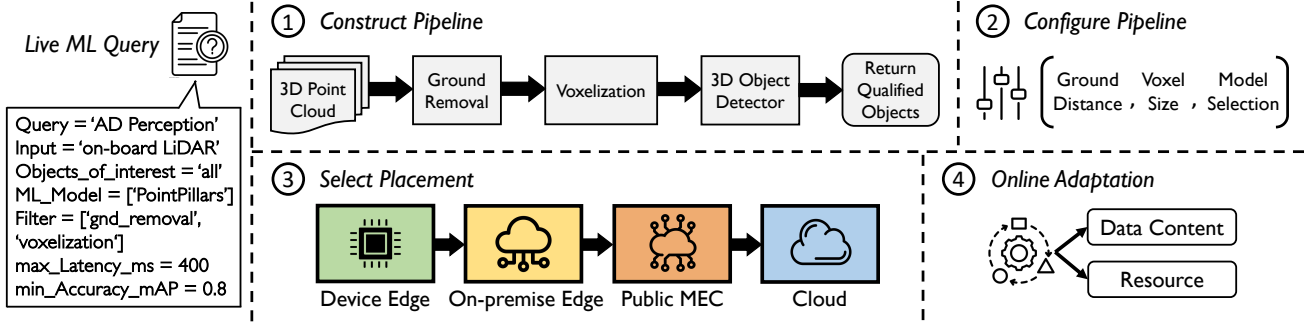 Live ML Query
?
Query = ‘AD Perception’
Input = ‘on-board LiDAR’
Objects_of_interest = ‘all’
ML_Model = [‘PointPillars’]
Filter = [‘gnd_removal’,
‘voxelization‘]
max_Latency_ms = 400
min_Accuracy_mAP = 0.8
1 Construct Pipeline
3D Point
Cloud
Ground
Removal
Voxelization
3D Object
Detector
Return
Qualified
Objects
2 Configure Pipeline
Ground Voxel Model
Distance , Size , Selection
3 Select Placement
Device Edge
On-premise Edge
Public MEC
Cloud
4 Online Adaptation
Data Content
Resource